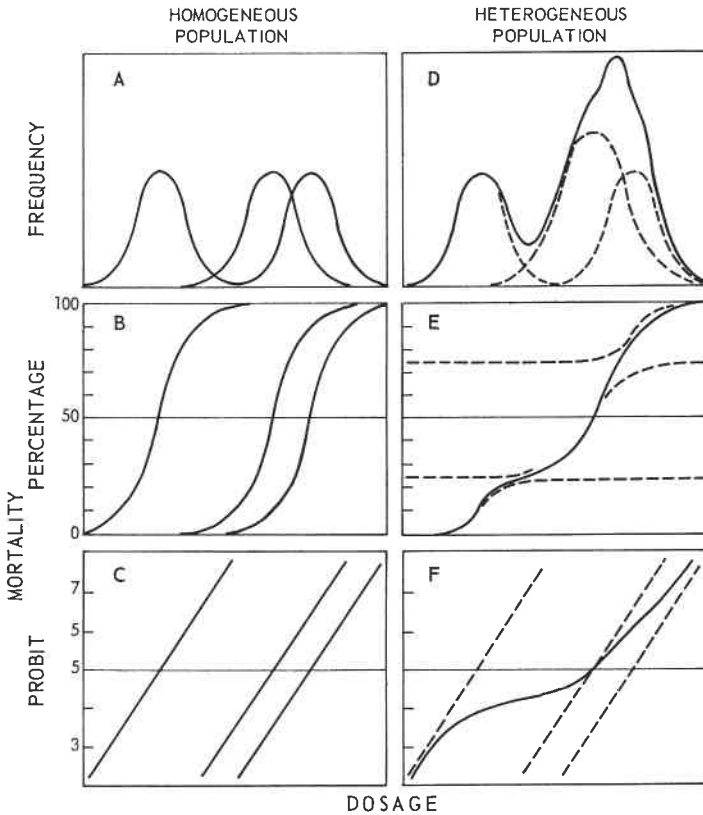 HOMOGENEOUS
POPULATION
HETEROGENEOUS
POPULATION
FREQUENCY
A
D
MORTALITY
PERCENTAGE
100
50
0
B
E
PROBIT
7
5
5
3
C
F
DOSAGE